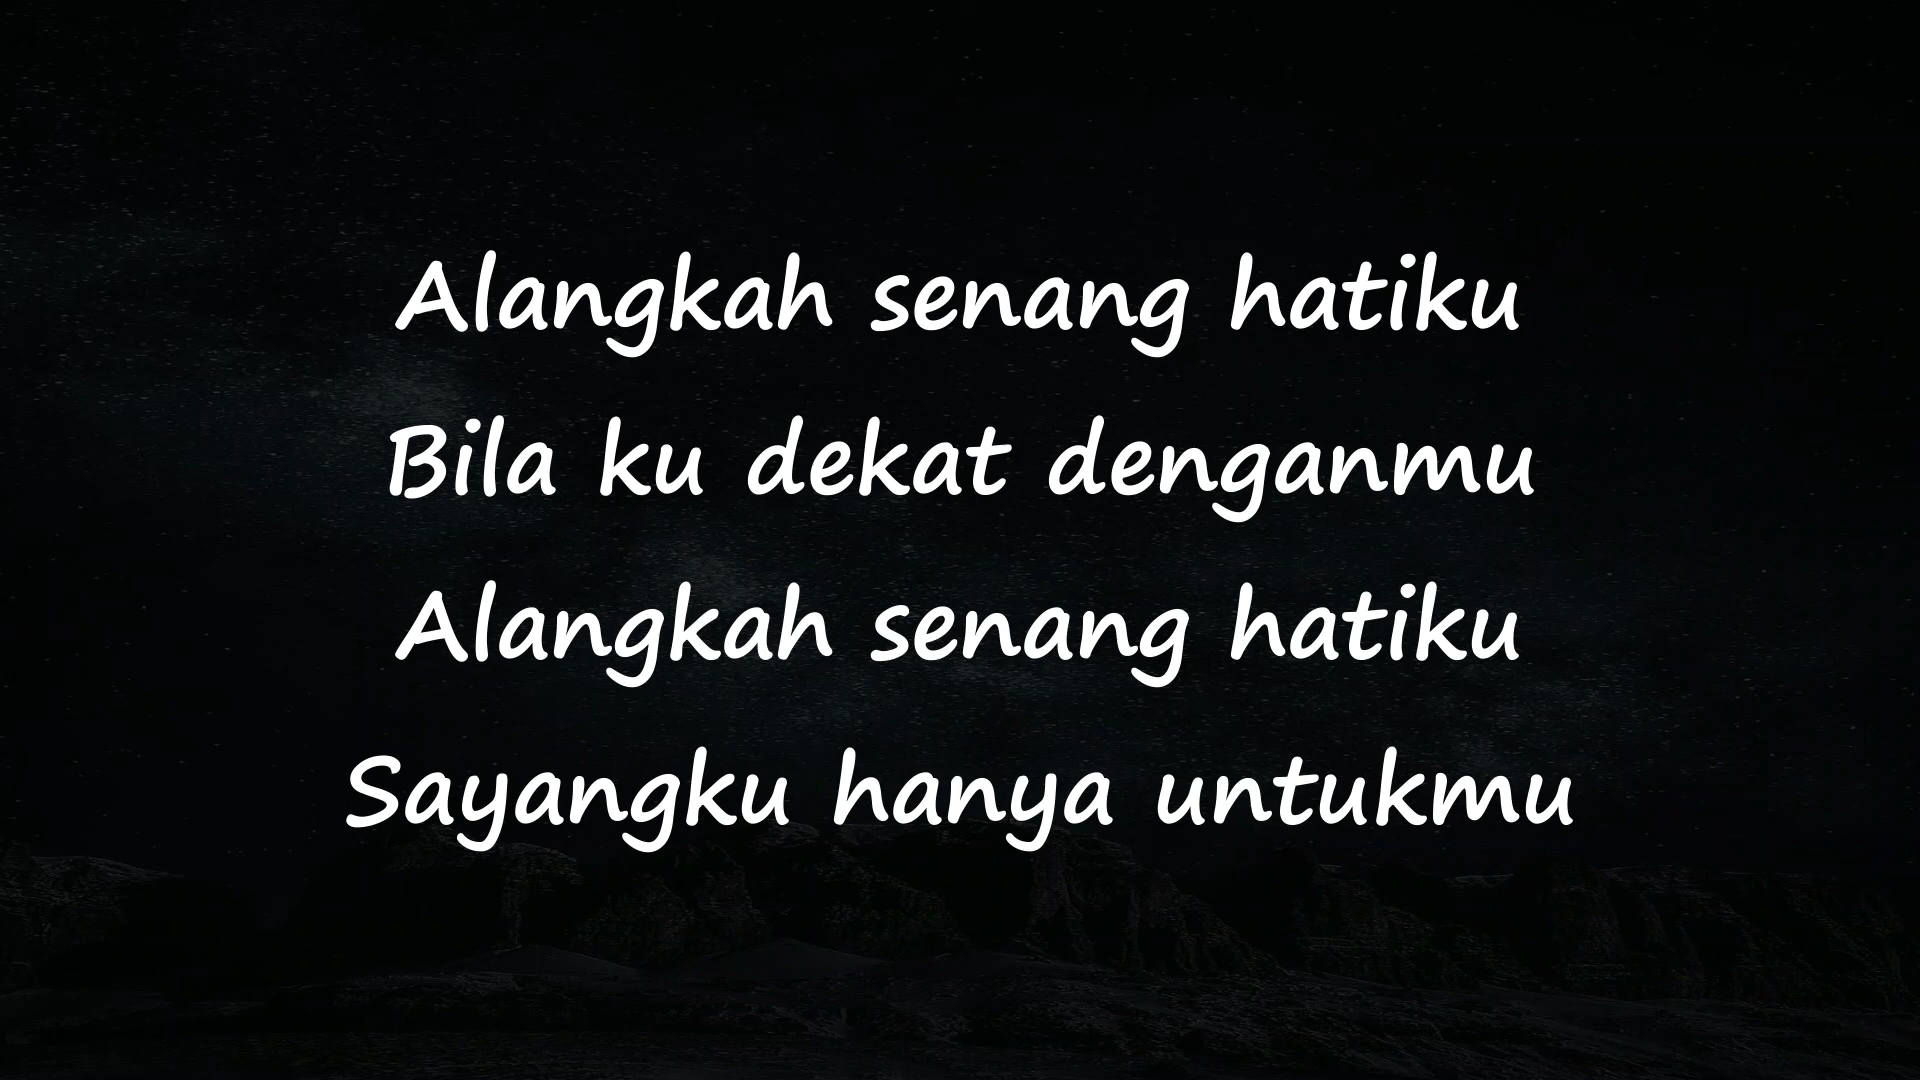 Alangkah senang hatiku
Bila ku dekat denganmu
Alangkah senang hatiku
Sayangku hanya untukmu